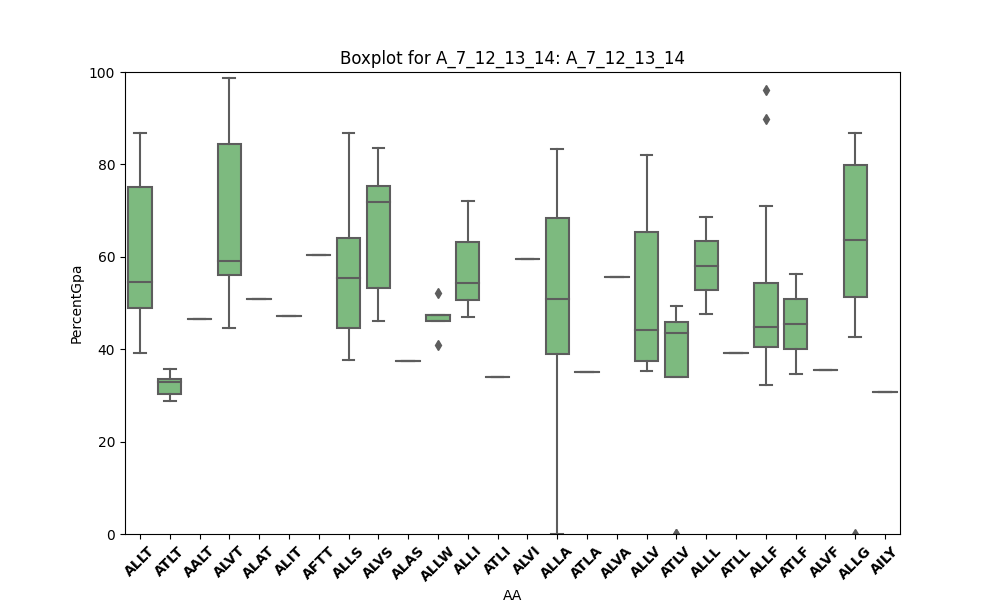 Boxplot for A_7_12_13_14: A_7_12_13_14
100
80
60
40
20
0
PercentGpa
ALLT ATLT AALT ALVT ALAT ALIT AFTT ALLS ALVS ALAS ALLW ALLI ATLI ALVI ALLA ATLA ALVA ALLV ATLV ALLL ATLL ALLF ATLF ALVF ALLG AILY
AA